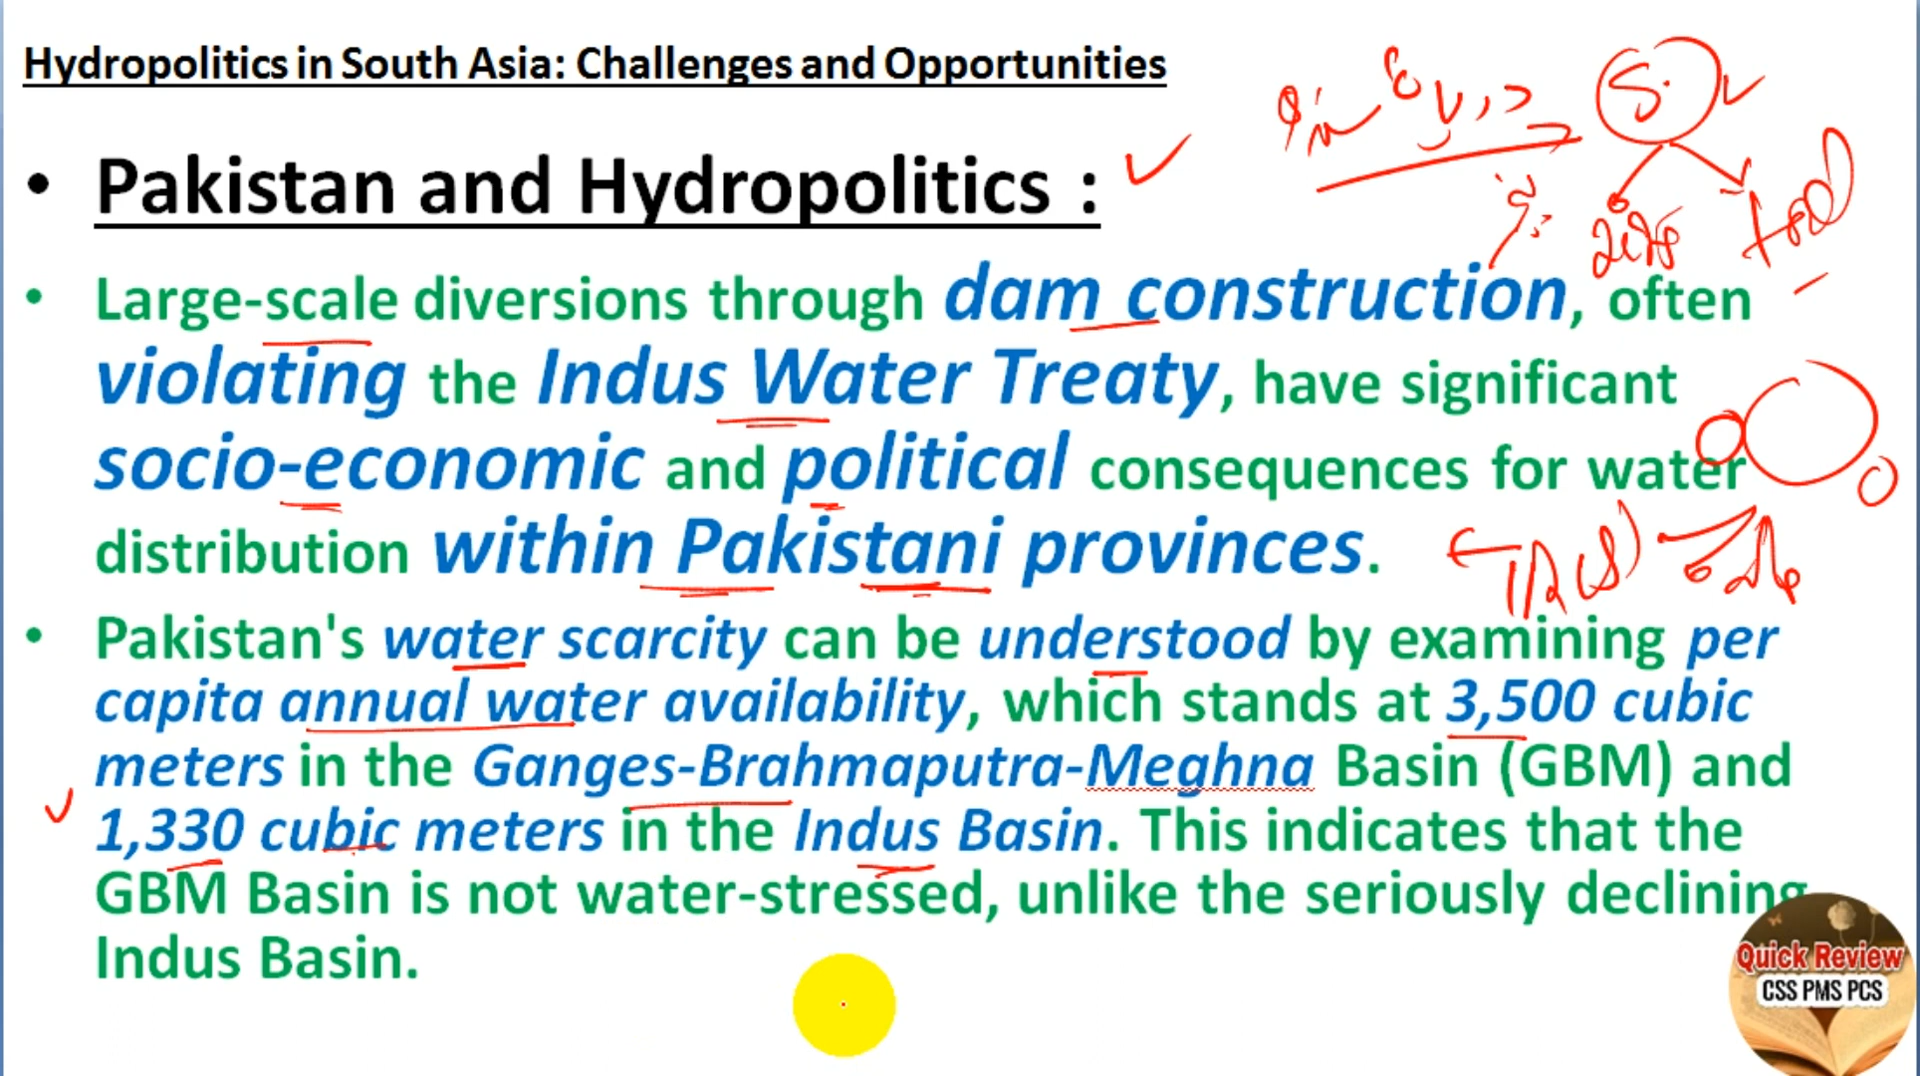 Hydropolitics in South Asia: Challenges and Opportunities
• Pakistan and Hydropolitics :
• Large-scale diversions through dam construction, often
violating the Indus Water Treaty, have significant
socio-economic and political consequences for water
distribution within Pakistani provinces.
• Pakistan's water scarcity can be understood by examining per
capita annual water availability, which stands at 3,500 cubic
meters in the Ganges-Brahmaputra-Meghna Basin (GBM) and
1,330 cubic meters in the Indus Basin. This indicates that the
GBM Basin is not water-stressed, unlike the seriously declining
Indus Basin.
Quick Review
CSS PMS PCS